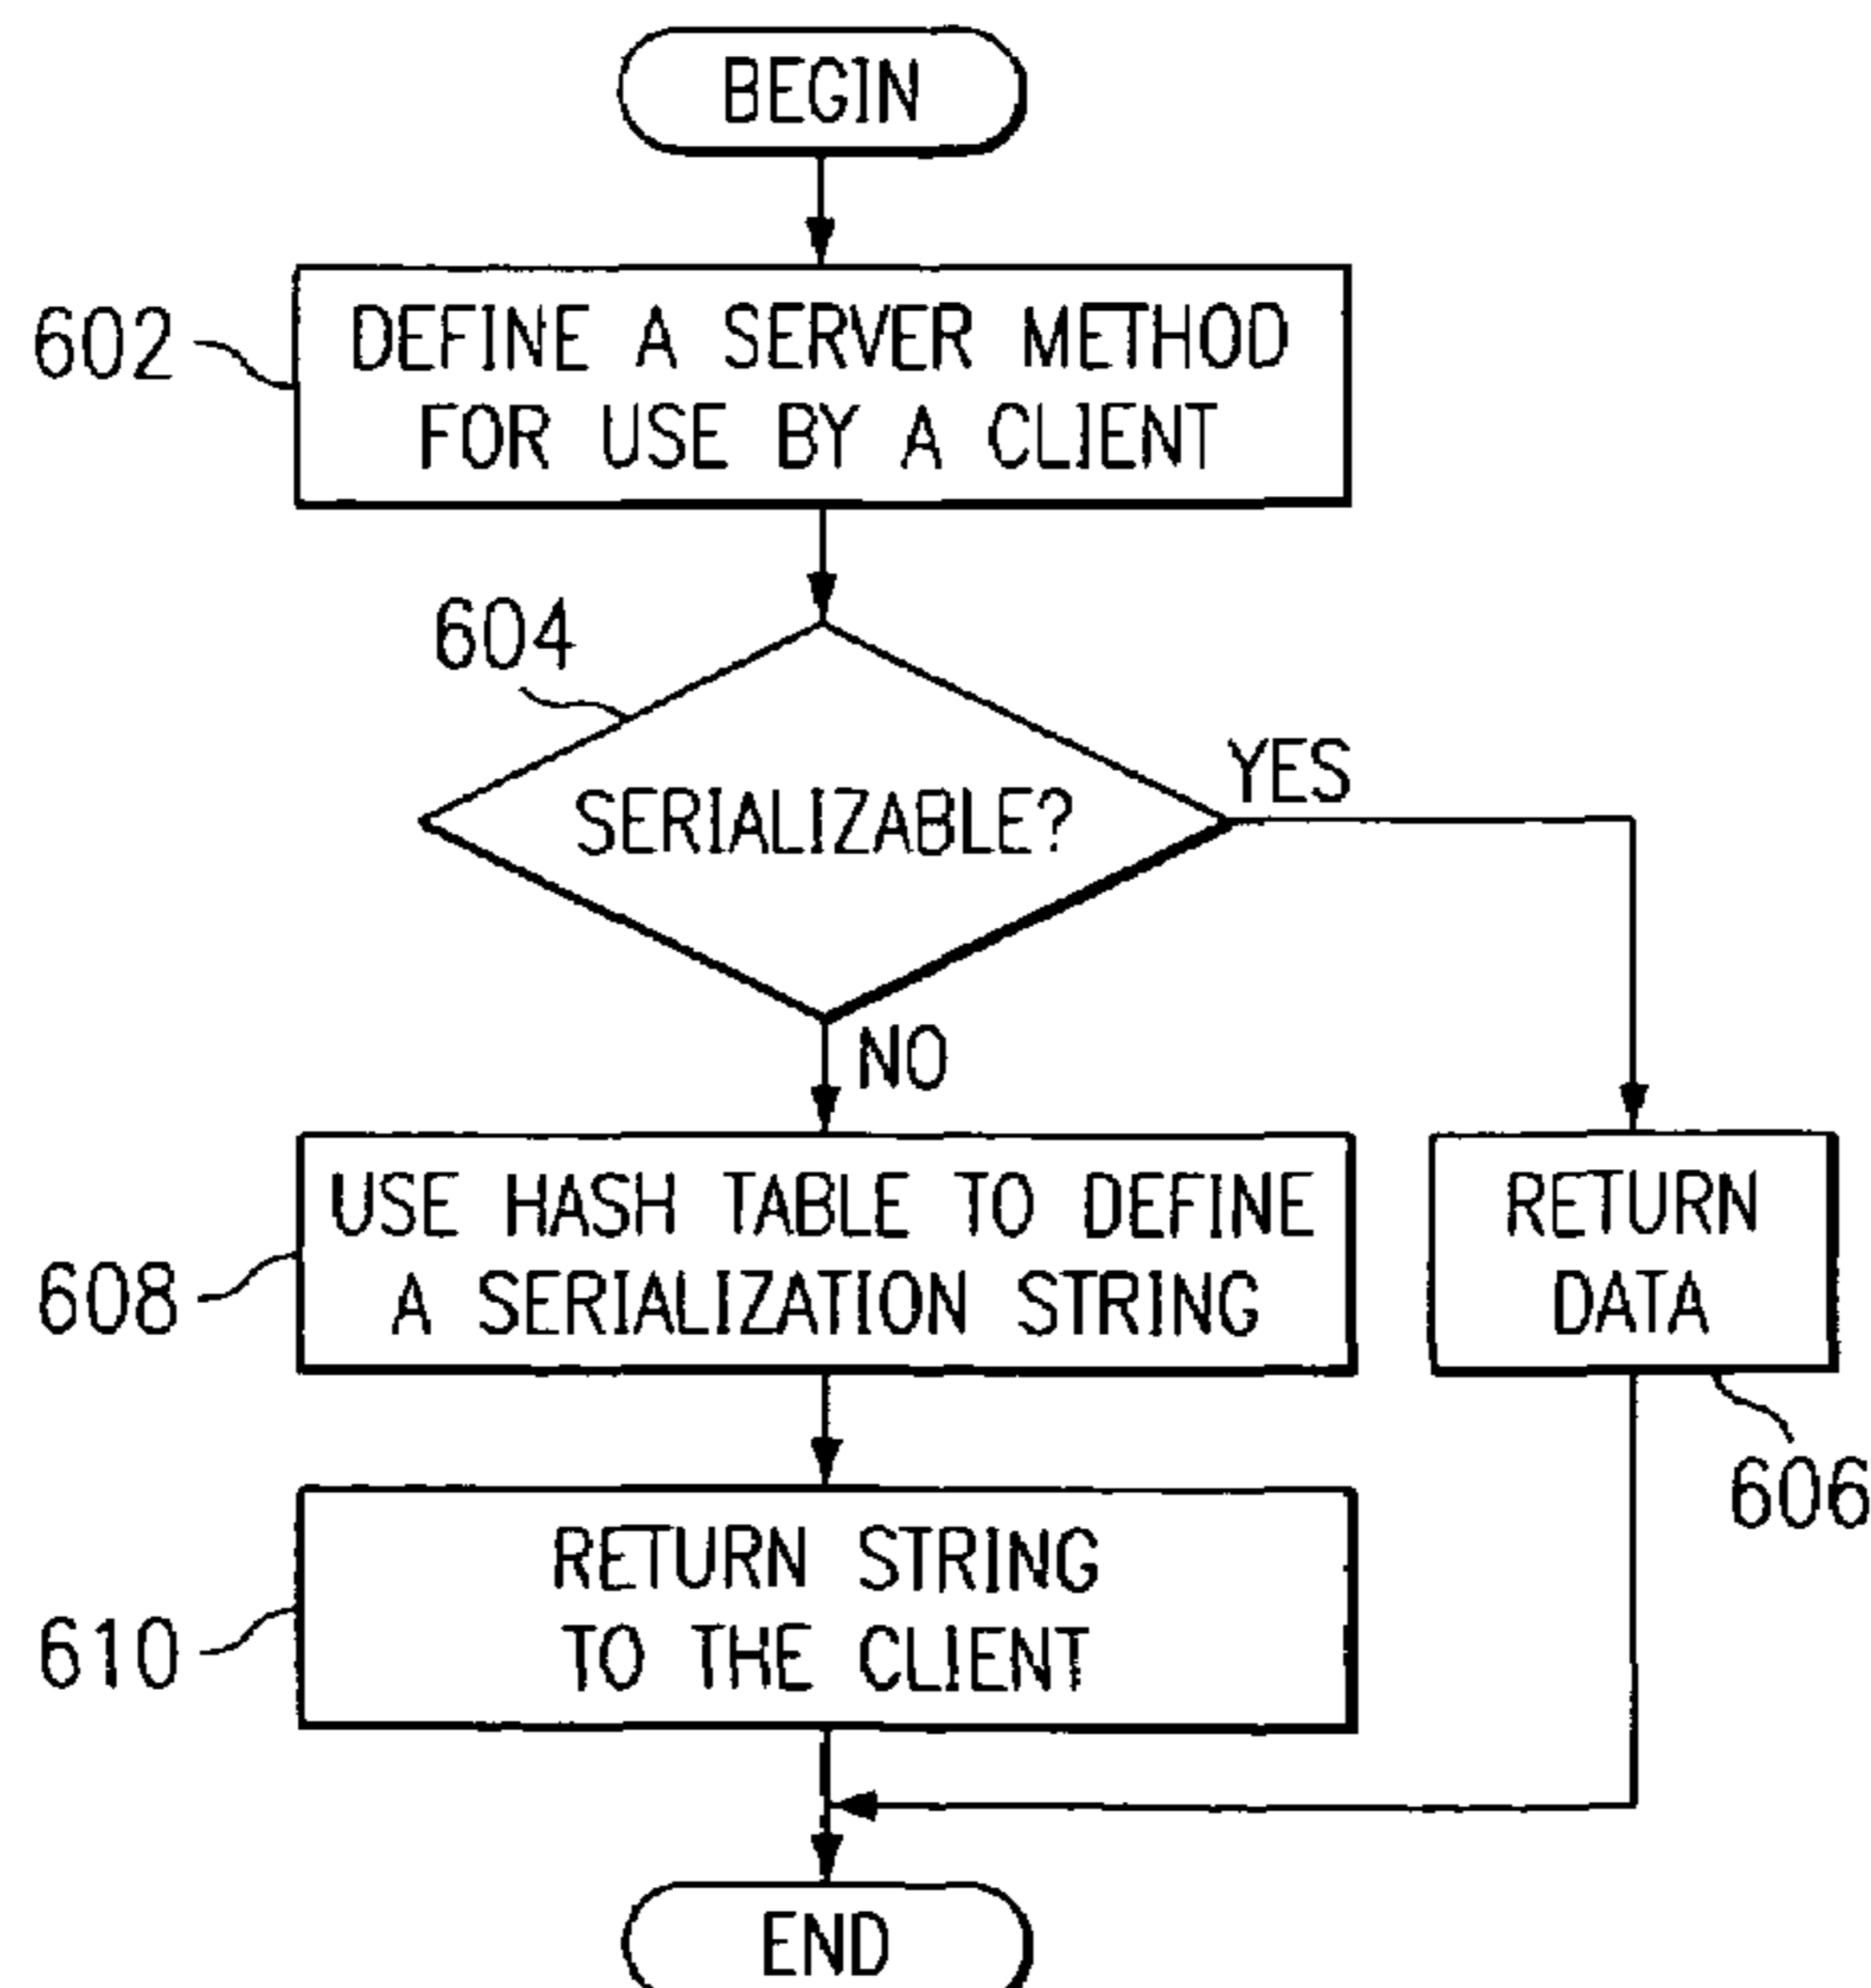 BEGIN
602
DEFINE A SERVER METHOD
FOR USE BY A CLIENT
604
SERIALIZABLE?
YES
NO
608
USE HASH TABLE TO DEFINE
A SERIALIZATION STRING
RETURN
DATA
606
610
RETURN STRING
TO THE CLIENT
END